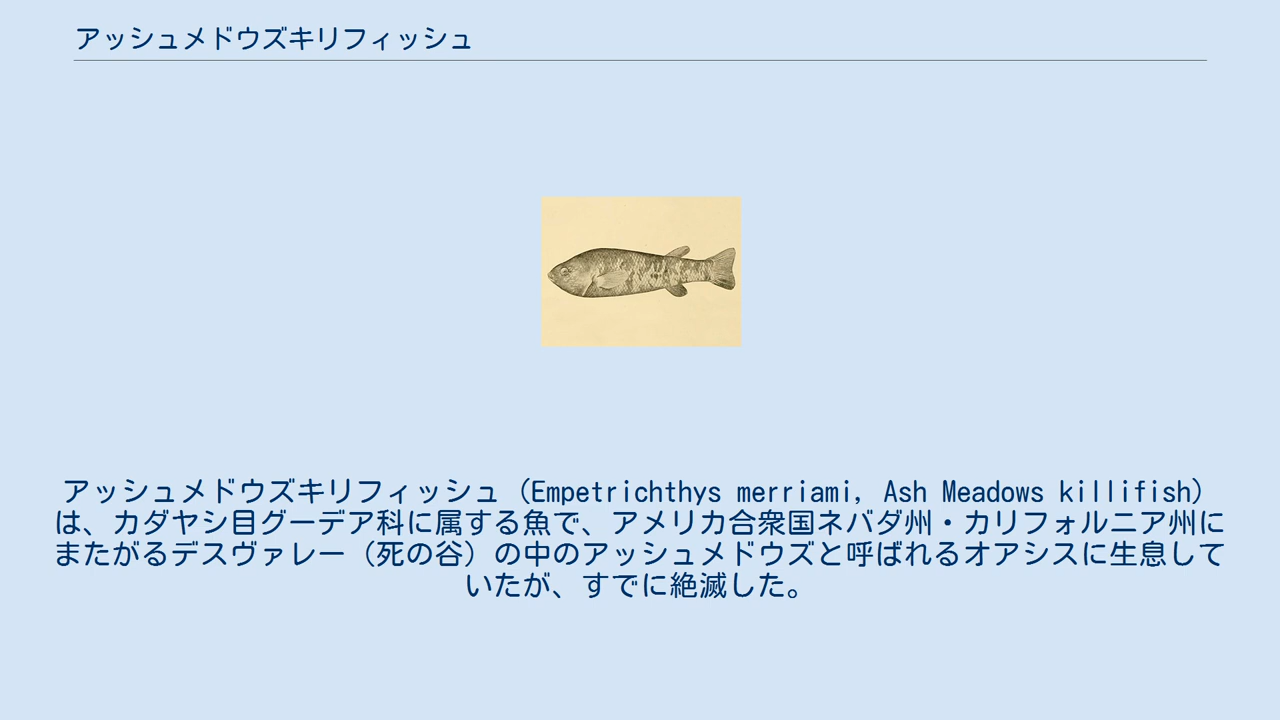 アッシュメドウズキリフィッシュ
アッシュメドウズキリフィッシュ（Empetrichthys merriami, Ash Meadows killifish）
は、カダヤシ目グーデア科に属する魚で、アメリカ合衆国ネバダ州・カリフォルニア州に
またがるデスヴァレー（死の谷）の中のアッシュメドウズと呼ばれるオアシスに生息して
いたが、すでに絶滅した。